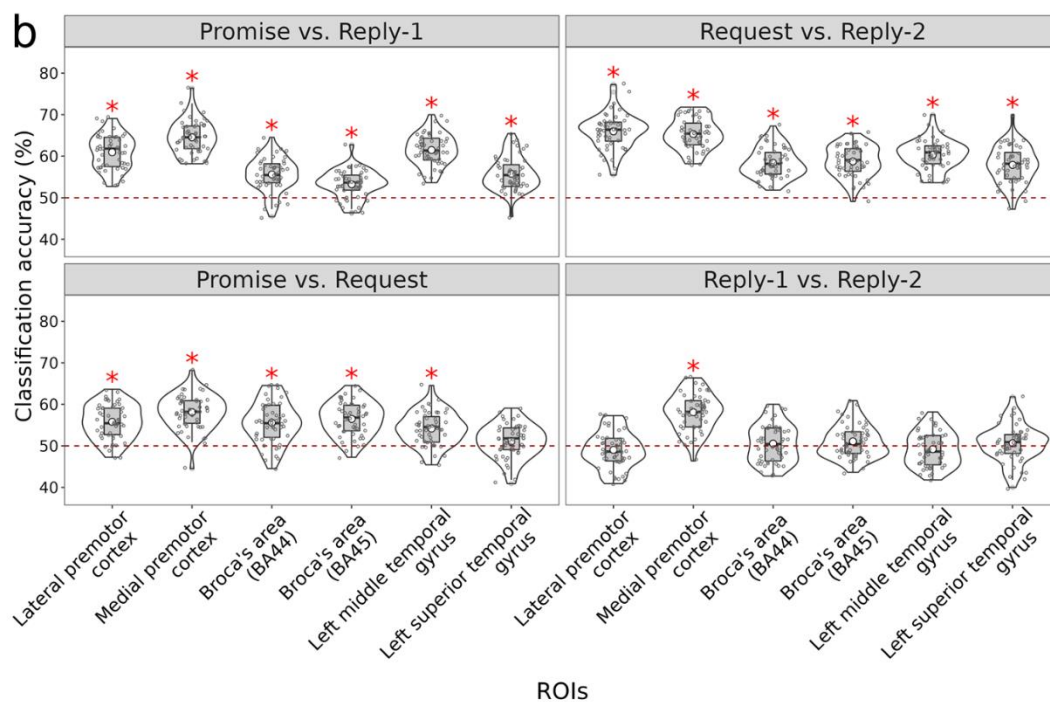 b
Promise vs. Reply-1
Request vs. Reply-2
*
*
*
*
*
*
*
*
*
*
*
*
80
70
60
50
40
Promise vs. Request
Reply-1 vs. Reply-2
*
*
*
*
*
*
80
70
60
50
40
Classification accuracy (%)
Lateral premotor
cortex
Medial premotor
cortex
Broca's area
(BA44)
Broca's area
(BA45)
Left middle temporal
gyrus
Left superior temporal
gyrus
Lateral premotor
cortex
Medial premotor
cortex
Broca's area
(BA44)
Broca's area
(BA45)
Left middle temporal
gyrus
Left superior temporal
gyrus
ROIs